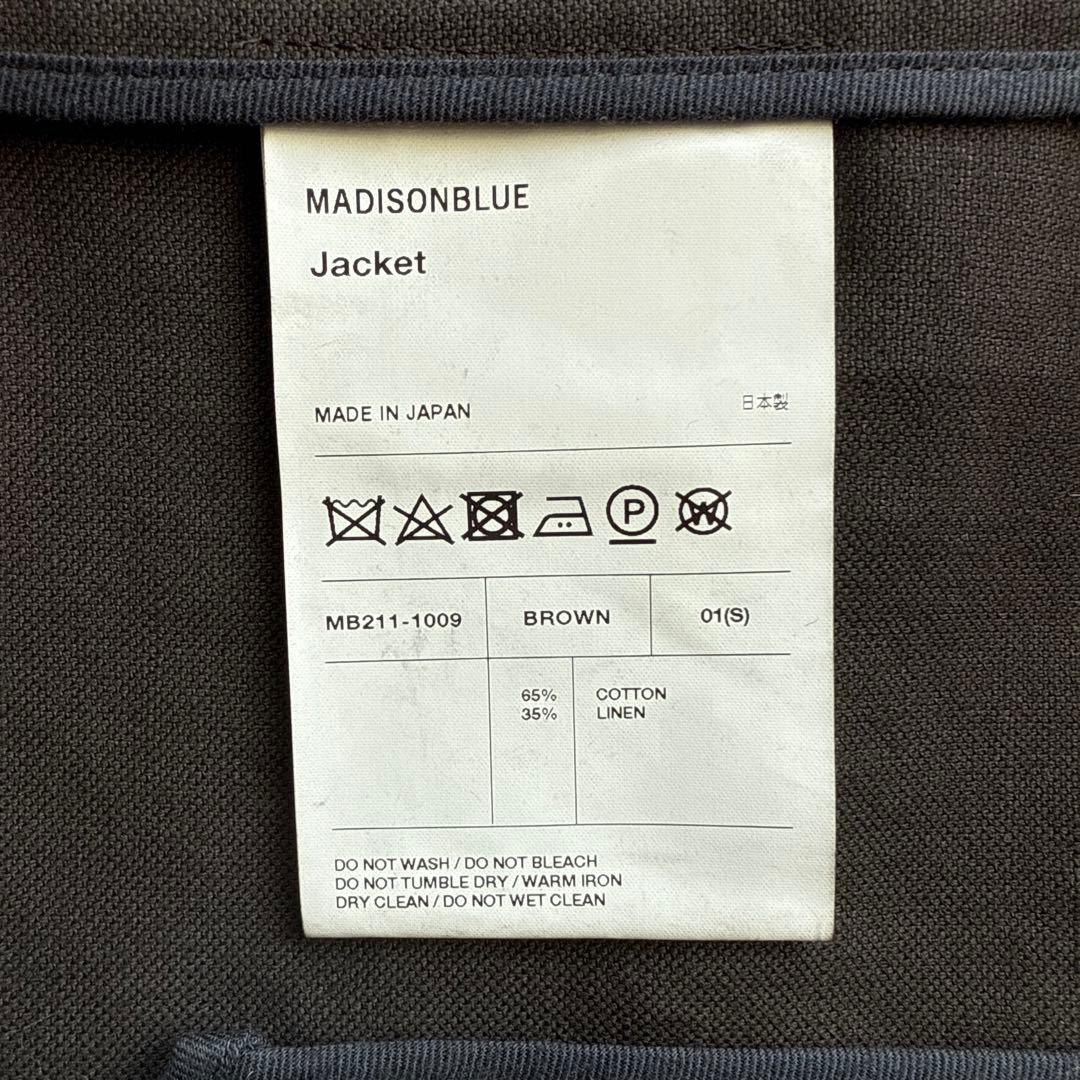 MADISONBLUE
Jacket
MADE IN JAPAN 日本製
P W
MB211-1009 BROWN 01(S)
65% COTTON
35% LINEN
DO NOT WASH / DO NOT BLEACH
DO NOT TUMBLE DRY / WARM IRON
DRY CLEAN / DO NOT WET CLEAN